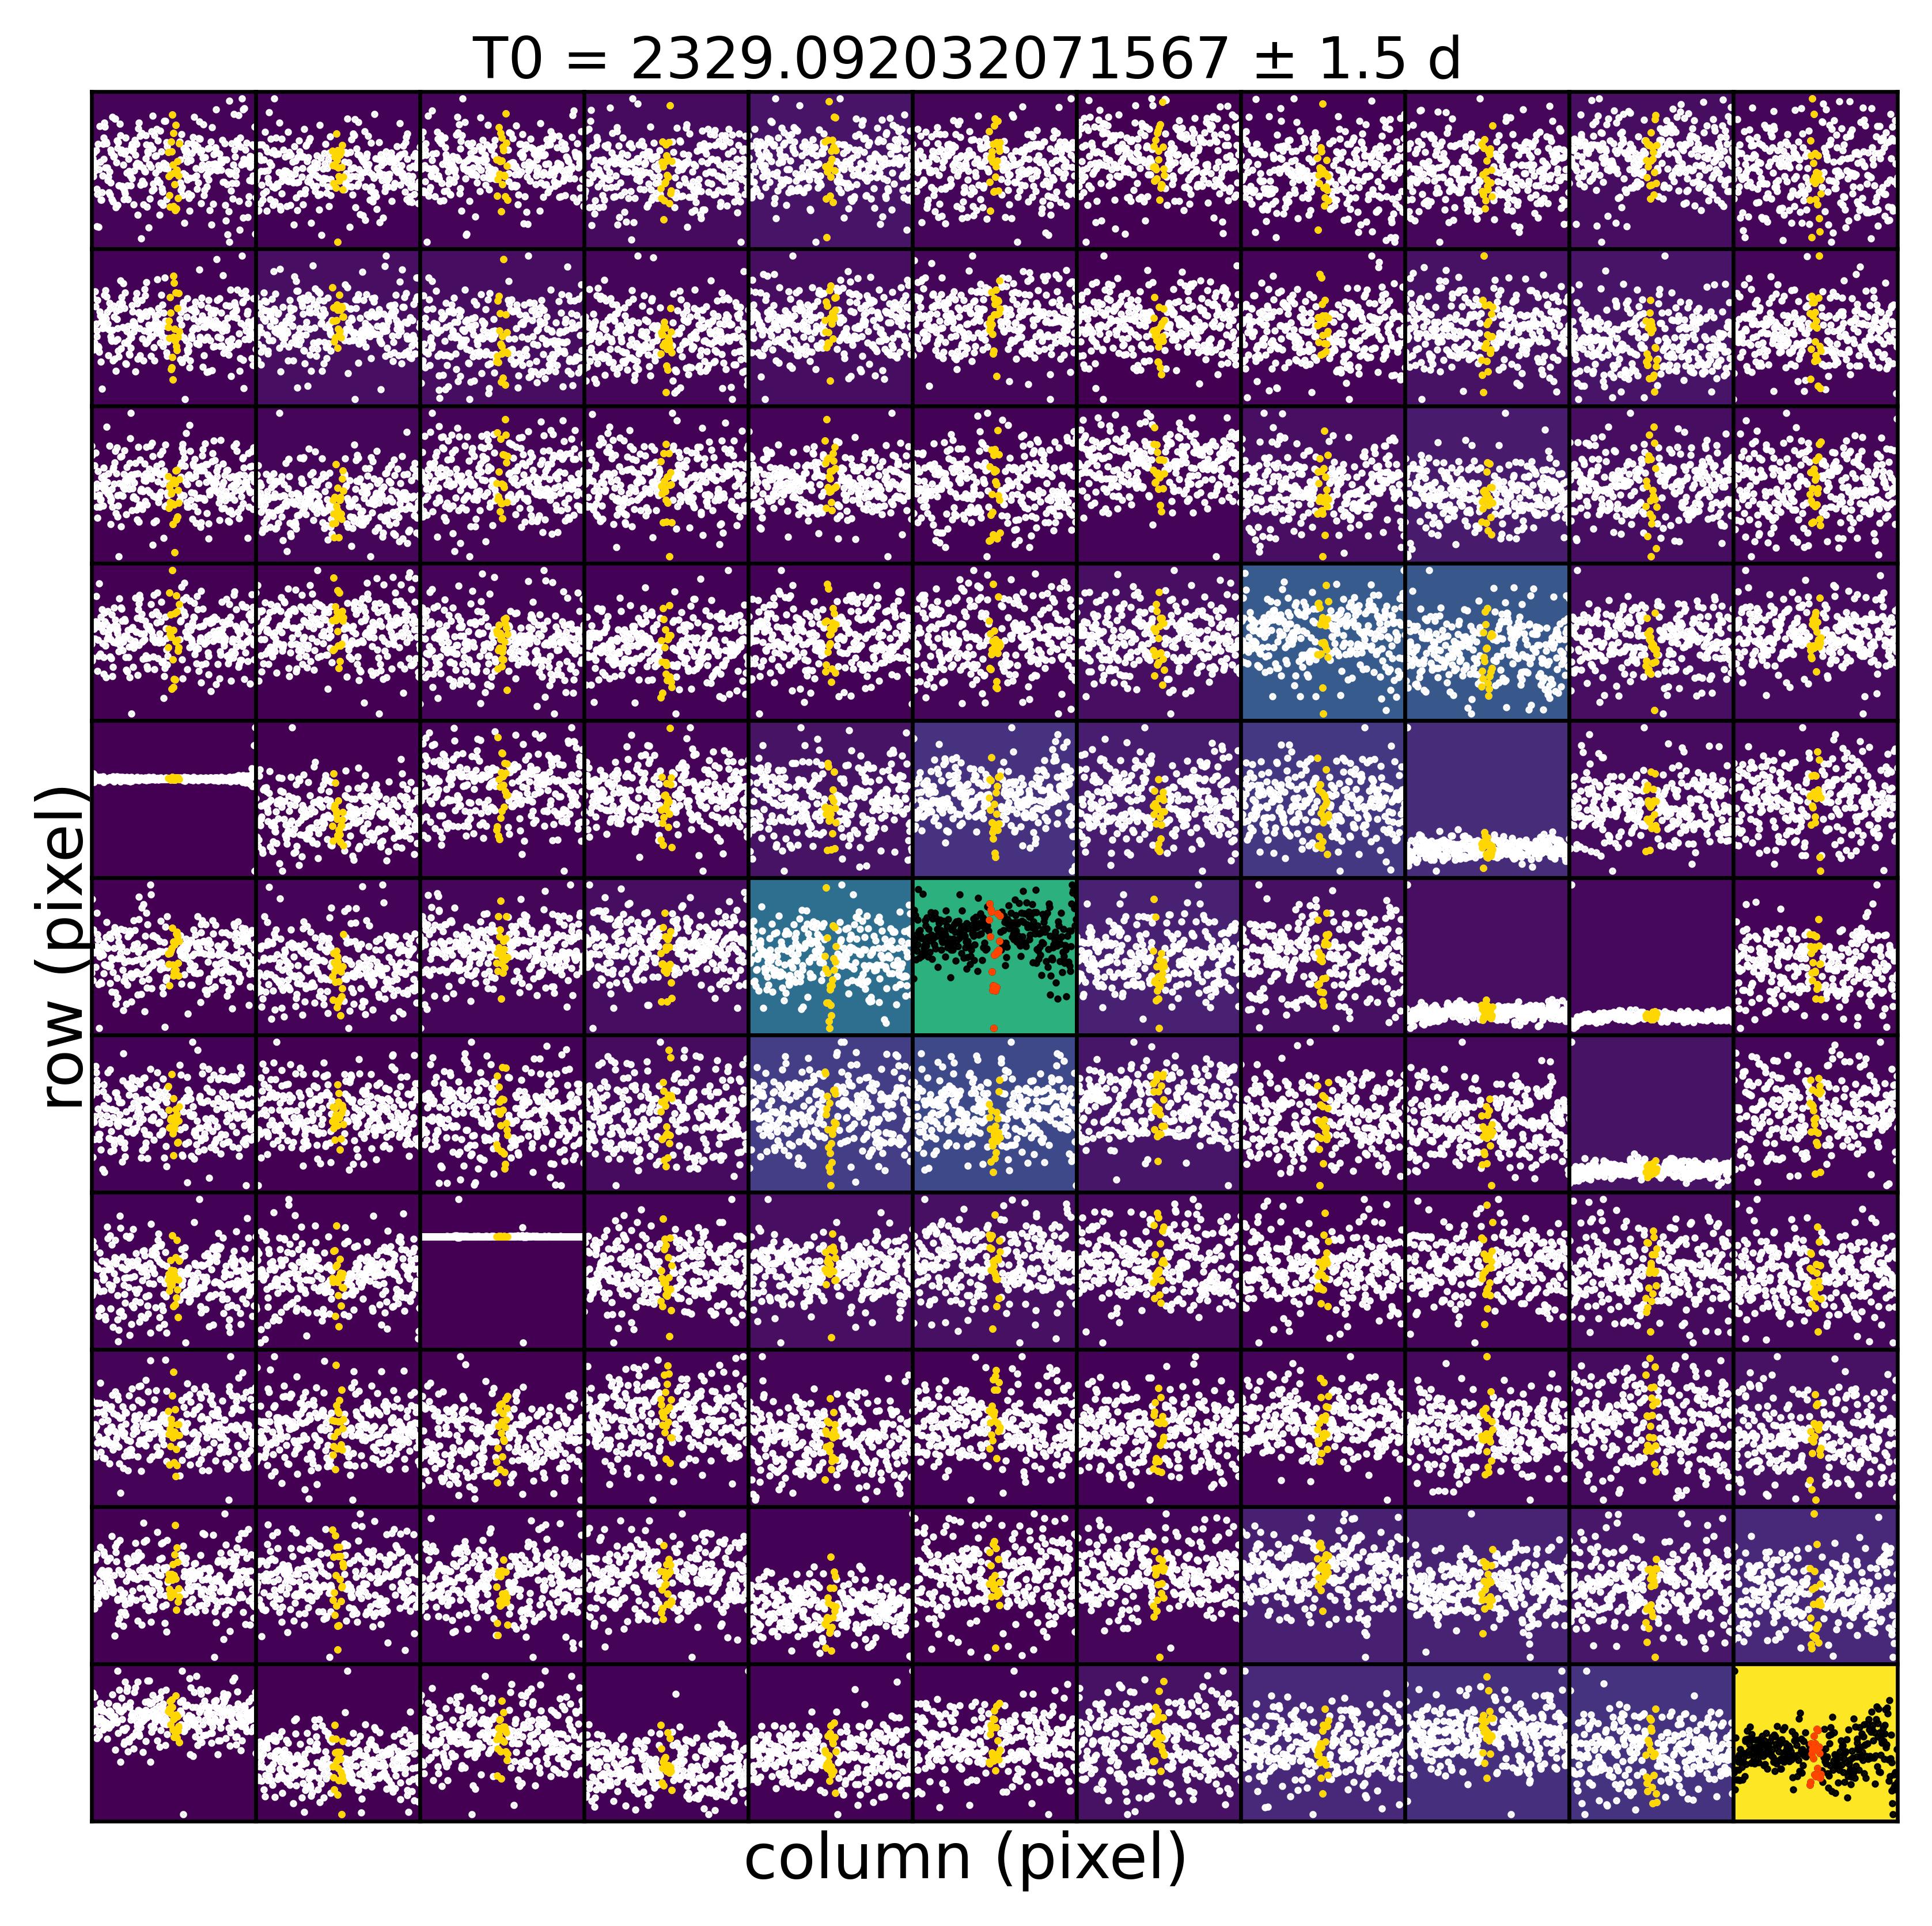 T0 = 2329.092032071567 ± 1.5 d
row (pixel)
column (pixel)